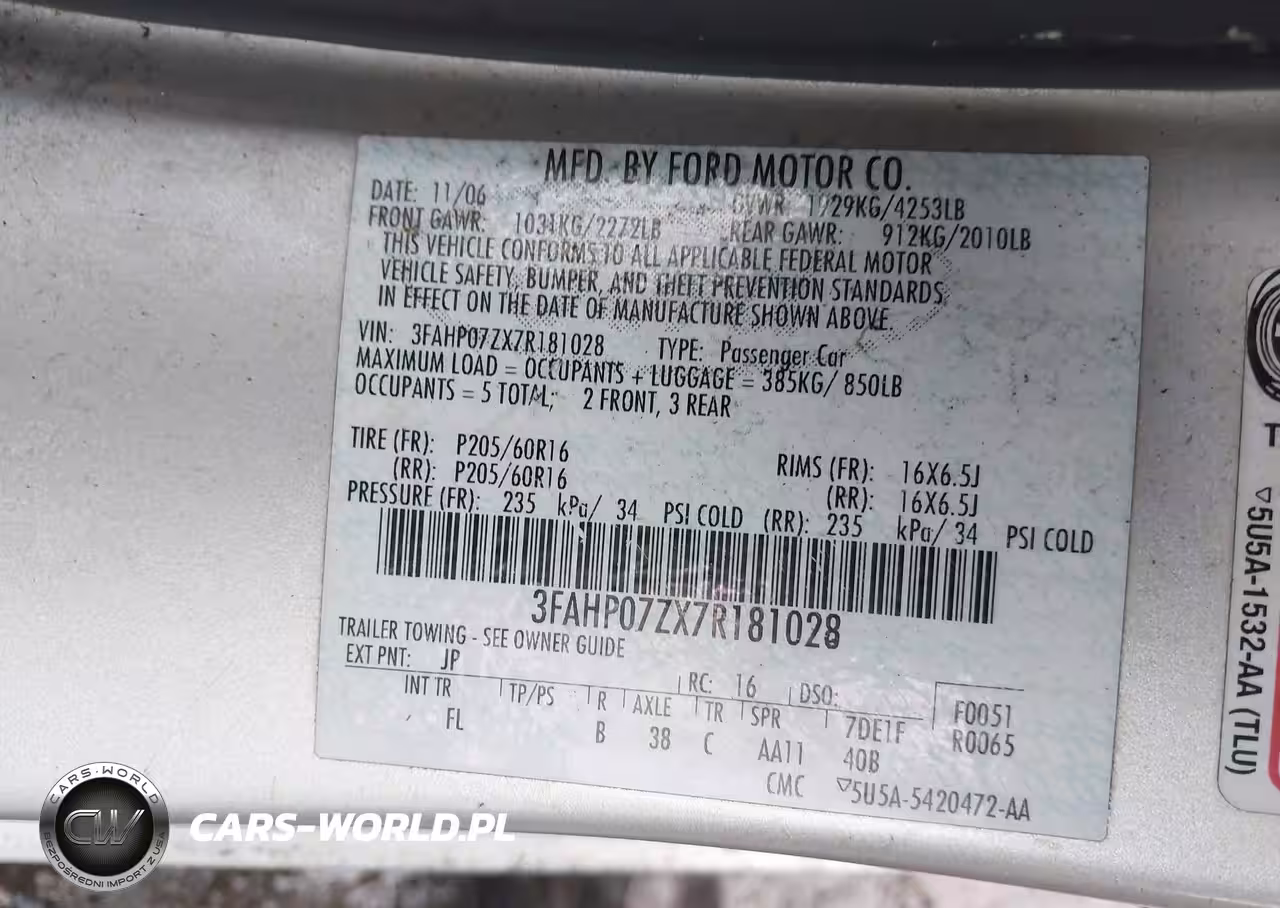 MFD. BY FORD MOTOR CO.
DATE: 11/06 GVWR: 1929KG/4253LB
FRONT GAWR: 1031KG/2272LB REAR GAWR: 912KG/2010LB
THIS VEHICLE CONFORMS TO ALL APPLICABLE FEDERAL MOTOR
VEHICLE SAFETY, BUMPER, AND THEFT PREVENTION STANDARDS
IN EFFECT ON THE DATE OF MANUFACTURE SHOWN ABOVE.
VIN: 3FAHP07ZX7R181028 TYPE: Passenger Car
MAXIMUM LOAD = OCCUPANTS + LUGGAGE = 385KG/ 850LB
OCCUPANTS = 5 TOTAL; 2 FRONT, 3 REAR
TIRE (FR): P205/60R16 RIMS (FR): 16X6.5J
(RR): P205/60R16 (RR): 16X6.5J
PRESSURE (FR): 235 kPa/ 34 PSI COLD (RR): 235 kPa/ 34 PSI COLD
3FAHP07ZX7R181028
TRAILER TOWING - SEE OWNER GUIDE
EXT PNT: JP RC: 16 DSO: F0051
INT TR TP/PS R AXLE TR SPR 7DE1F R0065
FL B 38 C AA11 40B
CMC ▽5U5A-5420472-AA
T
▽5U5A-1532-AA (TLU)
CARS-WORLD
CW
BEZPOŚREDNI IMPORT Z USA
CARS-WORLD.PL